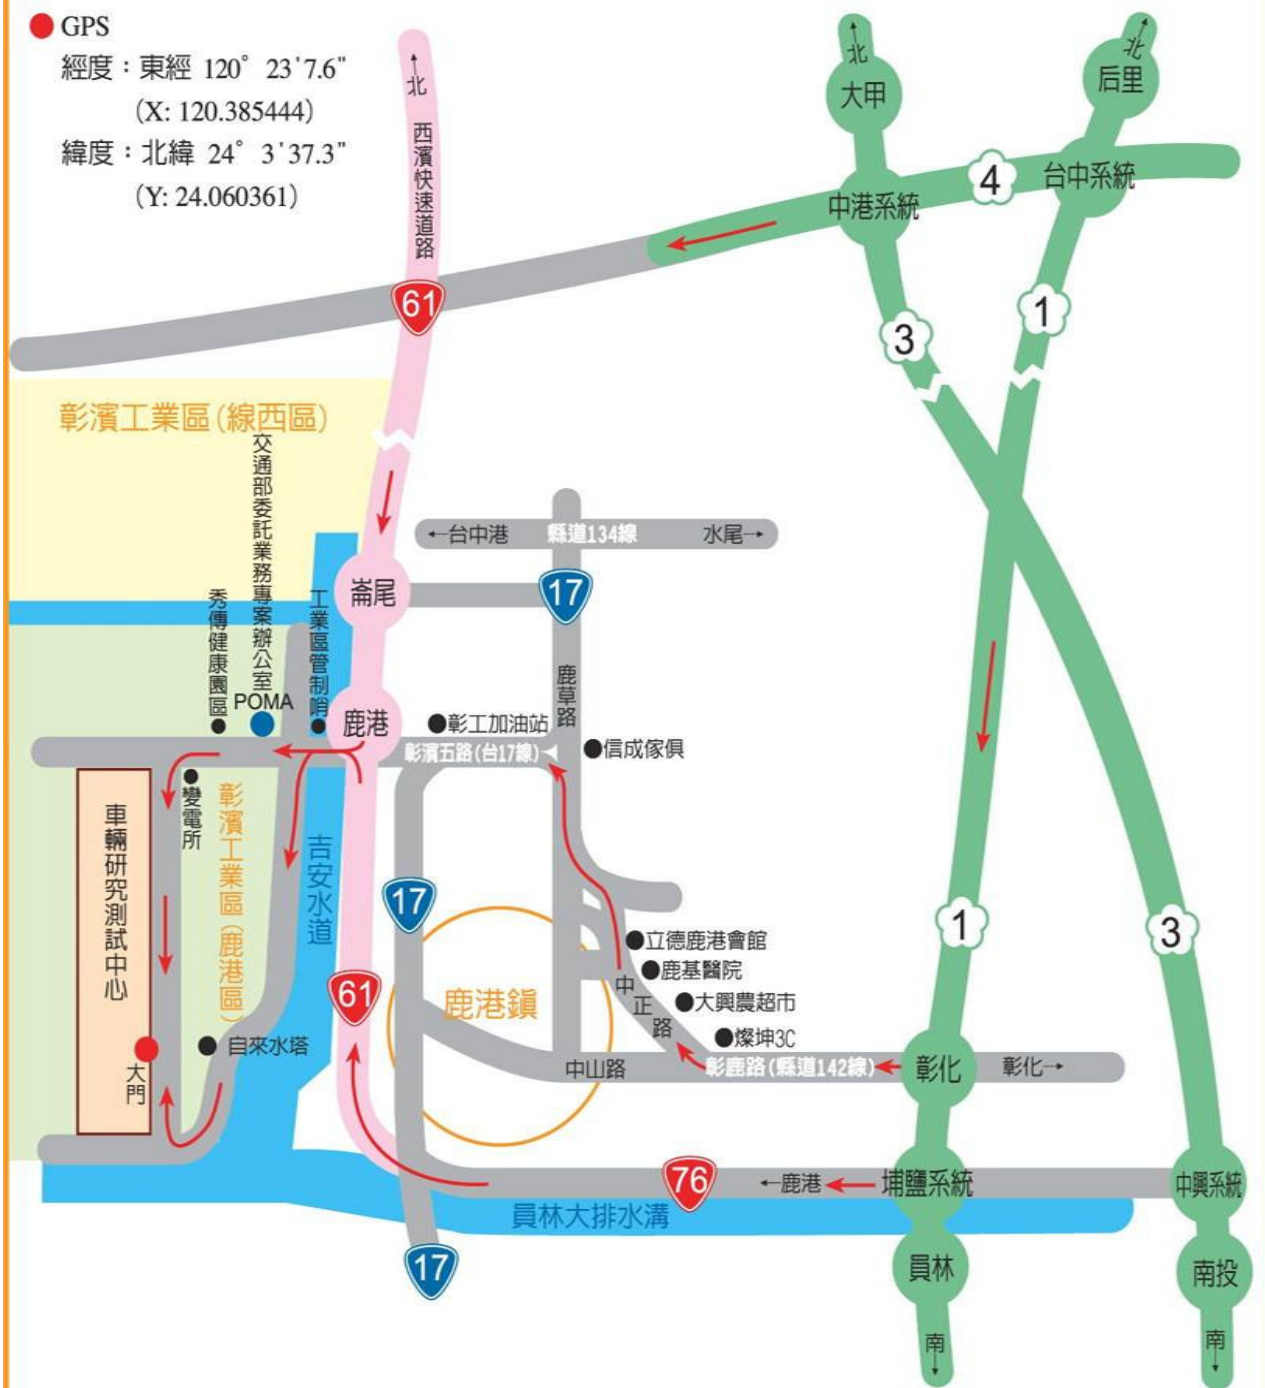 GPS
經度：東經 120° 23'7.6"
(X: 120.385444)
緯度：北緯 24° 3'37.3"
(Y: 24.060361)
↑北
西濱快速道路
61
↑北
大甲
↑北
后里
4
台中系統
中港系統
1
3
彰濱工業區(線西區)
交通部委託業務專案辦公室
POMA
秀傳健康園區
工業區管制哨
崙尾
←台中港
縣道134線
水尾→
17
鹿草路
鹿港
彰工加油站
彰濱五路(台17線)
信成傢俱
變電所
車輛研究測試中心
彰濱工業區(鹿港區)
吉安水道
17
61
鹿港鎮
立德鹿港會館
鹿基醫院
大興農超市
燦坤3C
中正路
1
3
大門
自來水塔
中山路
彰鹿路(縣道142線)
彰化
彰化→
76
←鹿港
埔鹽系統
中興系統
員林大排水溝
17
員林
南投
南↓
南↓